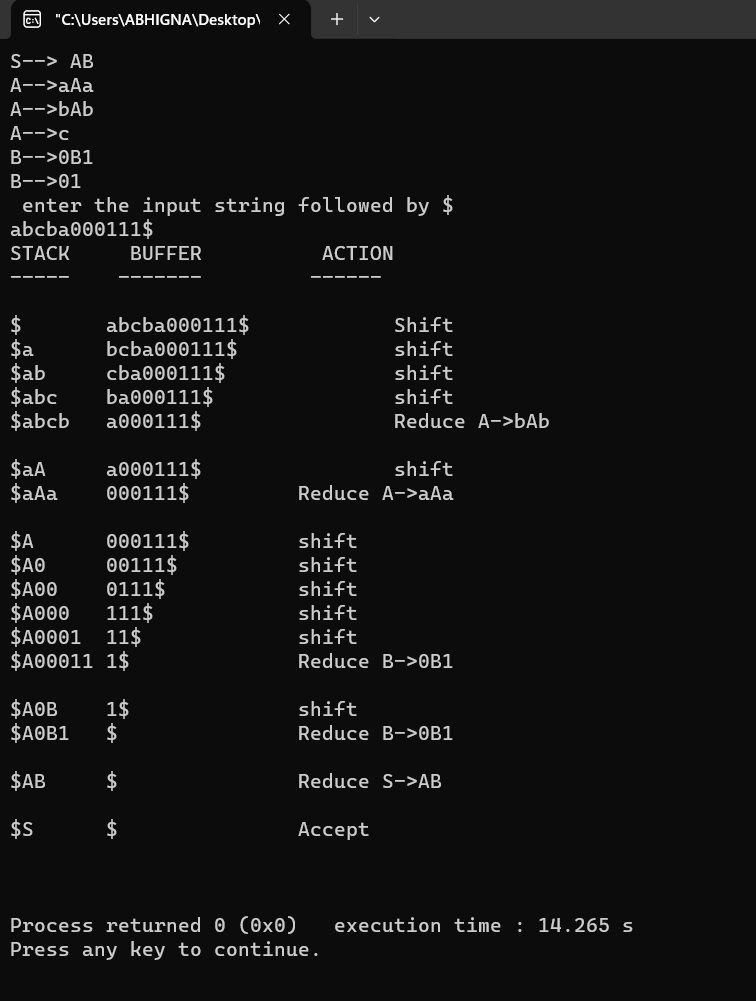 "C:\Users\ABHIGNA\Desktop\
S--> AB
A-->aAa
A-->bAb
A-->c
B-->0B1
B-->01
 enter the input string followed by $
abcba000111$
STACK     BUFFER          ACTION
-----    -------         ------
$       abcba000111$            Shift
$a      bcba000111$             shift
$ab     cba000111$              shift
$abc    ba000111$               shift
$abcb   a000111$                Reduce A->bAb
$aA     a000111$                shift
$aAa    000111$         Reduce A->aAa
$A      000111$         shift
$A0     00111$          shift
$A00    0111$           shift
$A000   111$            shift
$A0001  11$             shift
$A00011 1$              Reduce B->0B1
$A0B    1$              shift
$A0B1   $               Reduce B->0B1
$AB     $               Reduce S->AB
$S      $               Accept
Process returned 0 (0x0)   execution time : 14.265 s
Press any key to continue.